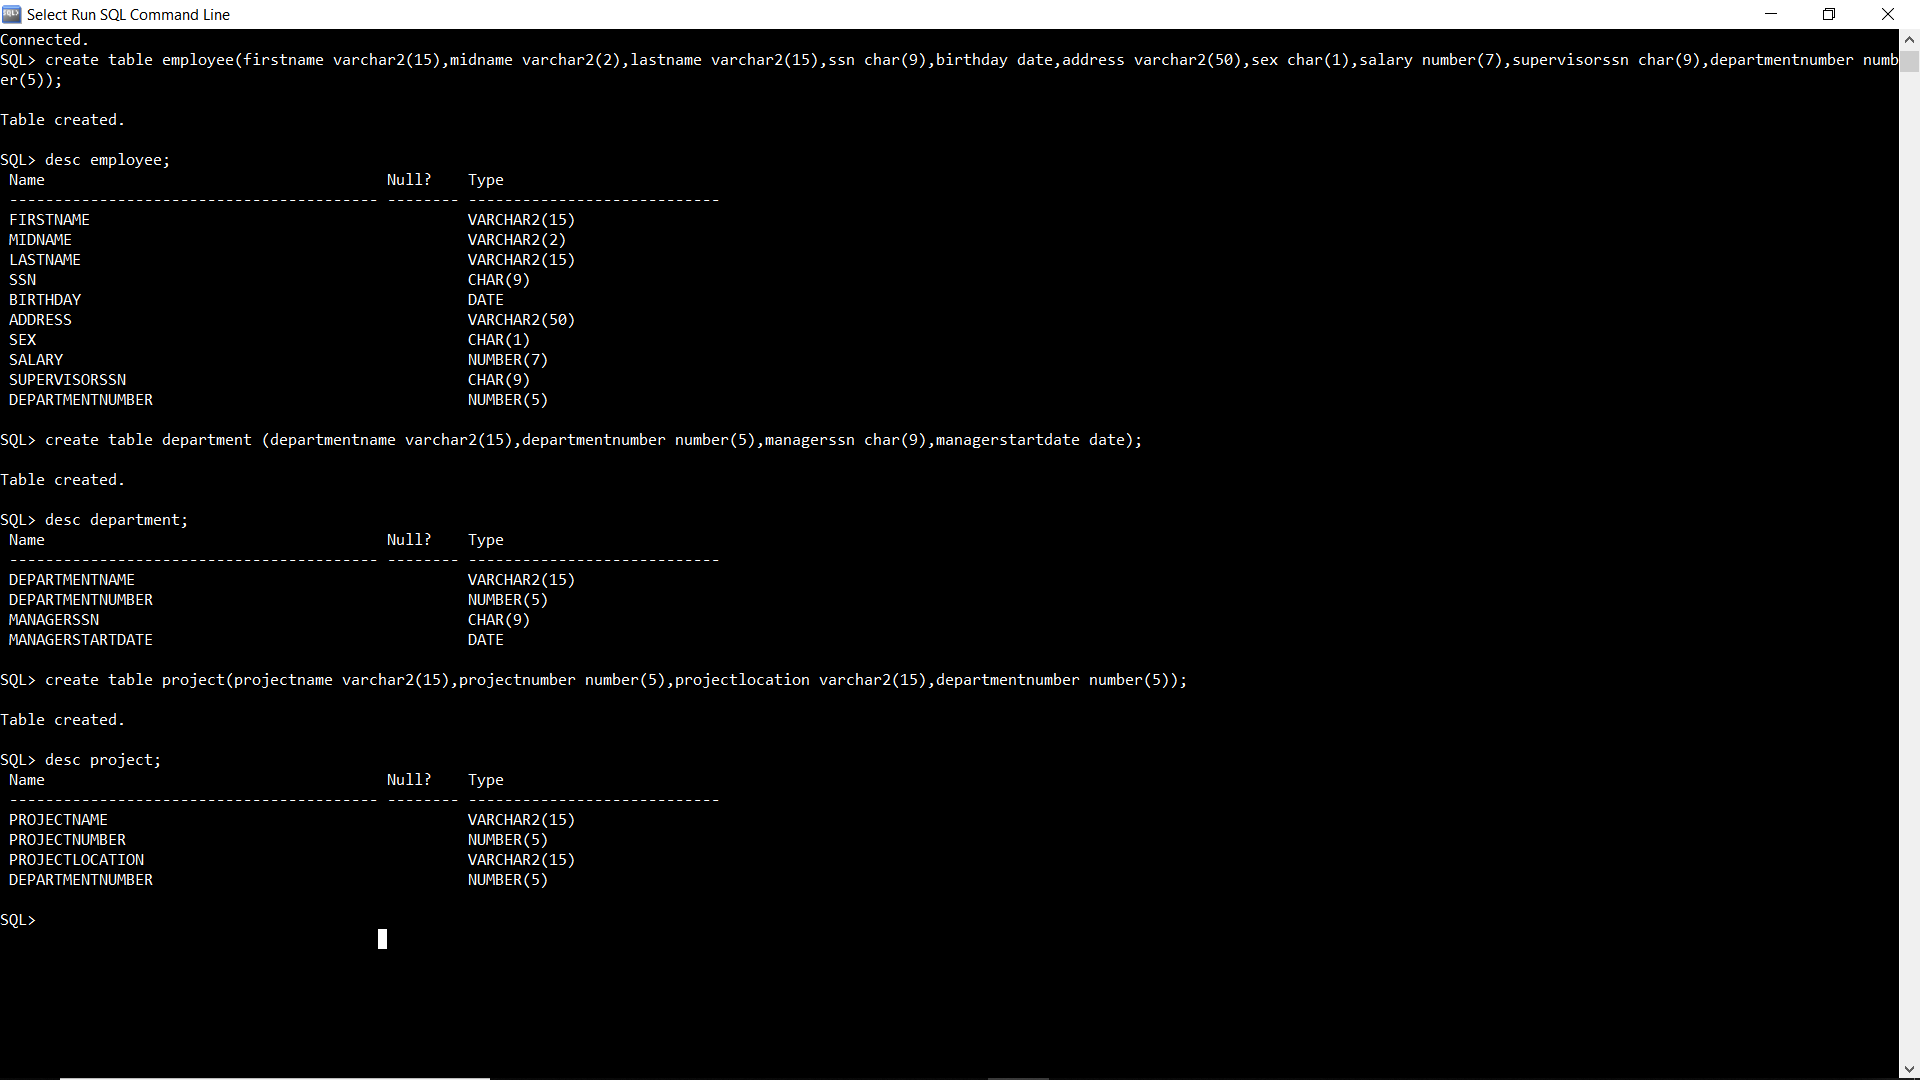 Select Run SQL Command Line
Connected.
SQL> create table employee(firstname varchar2(15),midname varchar2(2),lastname varchar2(15),ssn char(9),birthday date,address varchar2(50),sex char(1),salary number(7),supervisorssn char(9),departmentnumber numb
er(5));
Table created.
SQL> desc employee;
Name Null? Type
----------------------------------------- -------- ----------------------------
FIRSTNAME VARCHAR2(15)
MIDNAME VARCHAR2(2)
LASTNAME VARCHAR2(15)
SSN CHAR(9)
BIRTHDAY DATE
ADDRESS VARCHAR2(50)
SEX CHAR(1)
SALARY NUMBER(7)
SUPERVISORSSN CHAR(9)
DEPARTMENTNUMBER NUMBER(5)
SQL> create table department (departmentname varchar2(15),departmentnumber number(5),managerssn char(9),managerstartdate date);
Table created.
SQL> desc department;
Name Null? Type
----------------------------------------- -------- ----------------------------
DEPARTMENTNAME VARCHAR2(15)
DEPARTMENTNUMBER NUMBER(5)
MANAGERSSN CHAR(9)
MANAGERSTARTDATE DATE
SQL> create table project(projectname varchar2(15),projectnumber number(5),projectlocation varchar2(15),departmentnumber number(5));
Table created.
SQL> desc project;
Name Null? Type
----------------------------------------- -------- ----------------------------
PROJECTNAME VARCHAR2(15)
PROJECTNUMBER NUMBER(5)
PROJECTLOCATION VARCHAR2(15)
DEPARTMENTNUMBER NUMBER(5)
SQL>